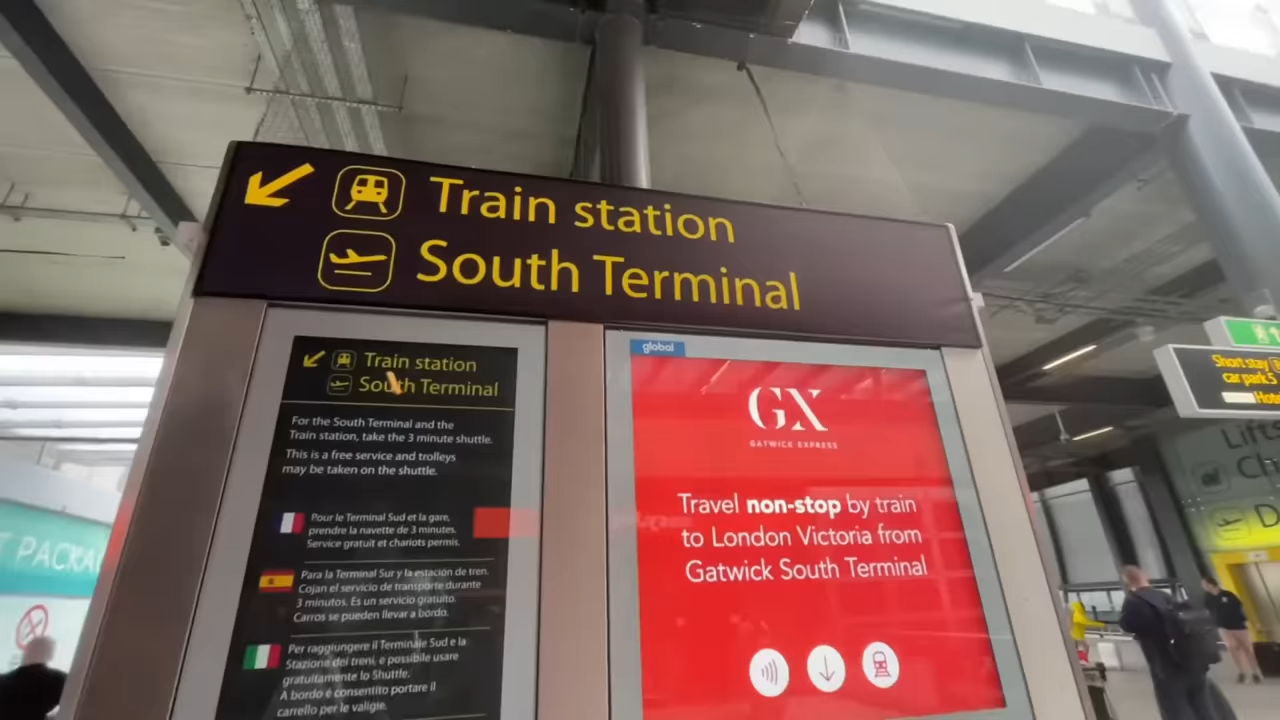 Train station
South Terminal
Train station
South Terminal
For the South Terminal and the
Train station, take the 3 minute shuttle.
This is a free service and trolleys
may be taken on the shuttle.
Pour le Terminal Sud et la gare,
prendre la navette de 3 minutes.
Service gratuit et chariots permis.
Para la Terminal Sur y la estación de tren.
Cojan el servicio de transporte durante
3 minutos. Es un servicio gratuito.
Carros se pueden llevar a bordo.
Per raggiungere il Terminale Sud e la
Stazione dei treni, e possibile usare
gratuitamente lo Shuttle.
A bordo é consentito portare il
carrello per le valigie.
global
GX
GATWICK EXPRESS
Travel non-stop by train
to London Victoria from
Gatwick South Terminal
Short stay
car park 5
Lifts